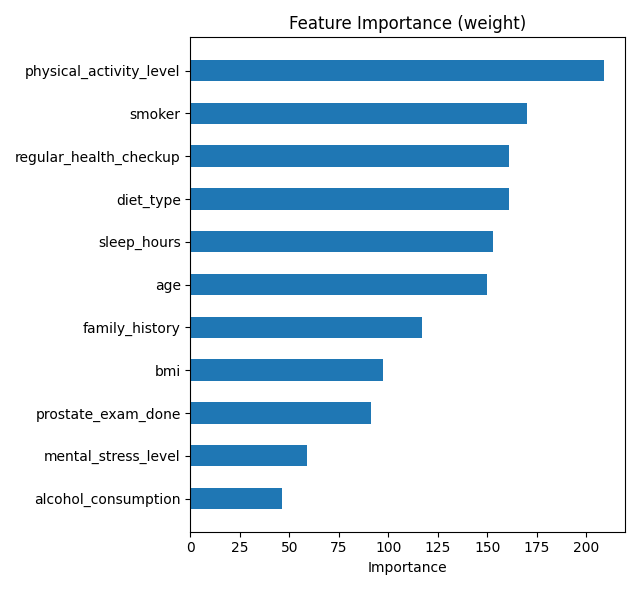 Feature Importance (weight)
physical_activity_level
smoker
regular_health_checkup
diet_type
sleep_hours
age
family_history
bmi
prostate_exam_done
mental_stress_level
alcohol_consumption
0 25 50 75 100 125 150 175 200
Importance